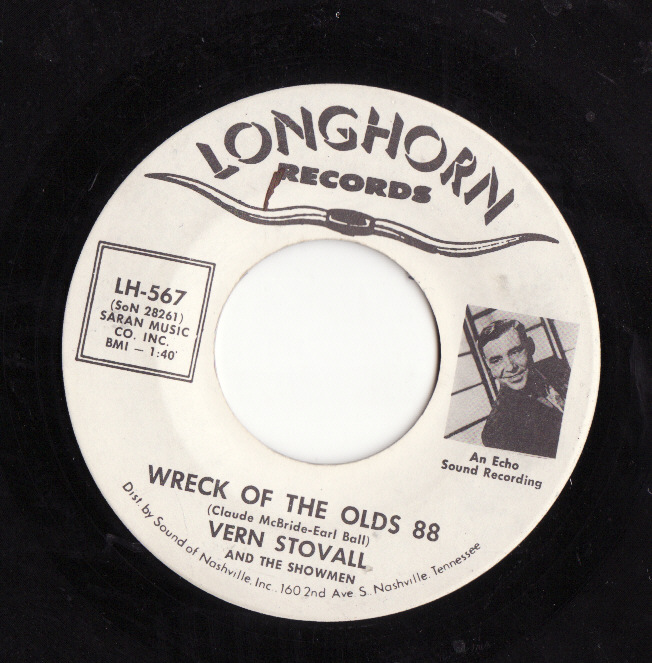 LONGHORN
RECORDS
LH-567
(SoN 28261)
SARAN MUSIC
CO. INC.
BMI — 1:40'
An Echo
Sound Recording
WRECK OF THE OLDS 88
(Claude McBride-Earl Ball)
VERN STOVALL
AND THE SHOWMEN
Dist. by Sound of Nashville, Inc., 160 2nd Ave. S. Nashville, Tennessee